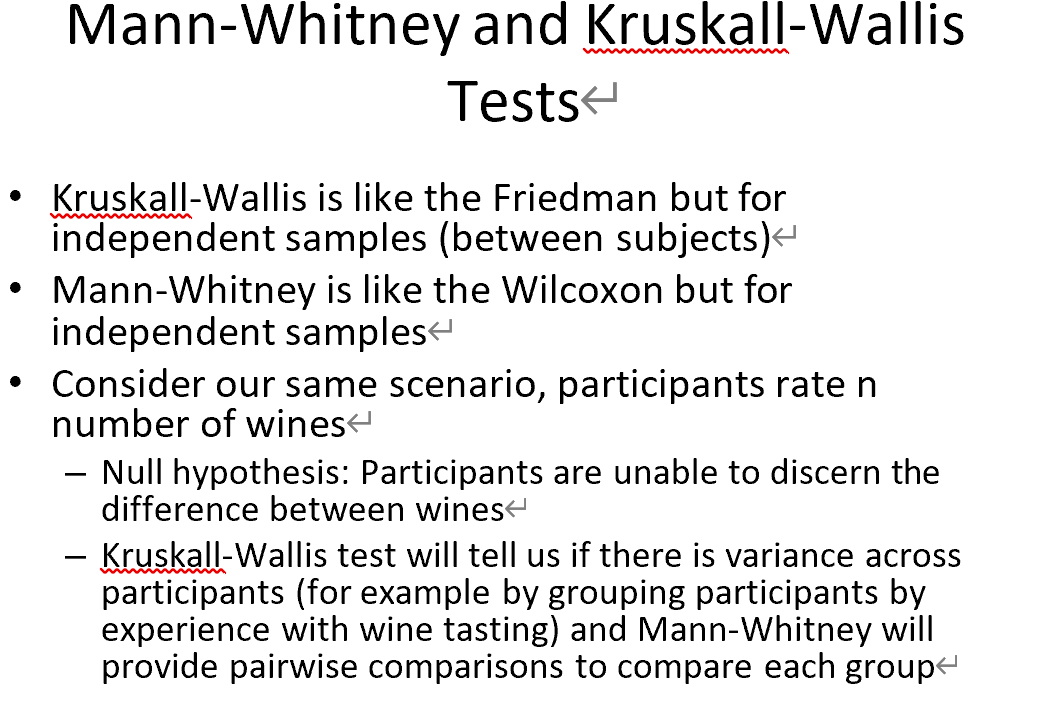 Mann-Whitney and Kruskall-Wallis
Tests↵
• Kruskall-Wallis is like the Friedman but for
independent samples (between subjects)↵
• Mann-Whitney is like the Wilcoxon but for
independent samples↵
• Consider our same scenario, participants rate n
number of wines↵
– Null hypothesis: Participants are unable to discern the
difference between wines↵
– Kruskall-Wallis test will tell us if there is variance across
participants (for example by grouping participants by
experience with wine tasting) and Mann-Whitney will
provide pairwise comparisons to compare each group↵